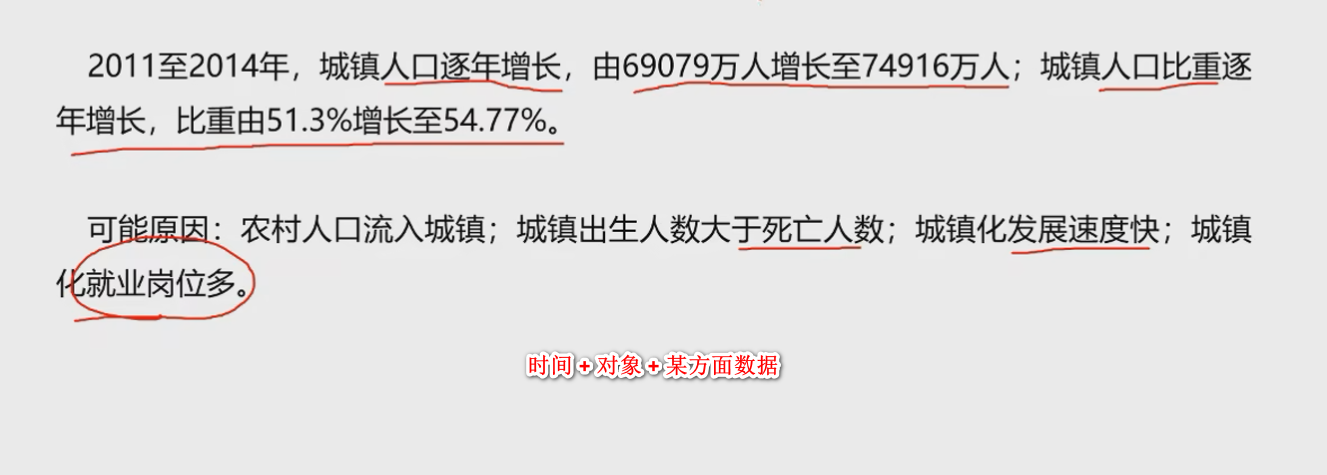 2011至2014年，城镇人口逐年增长，由69079万人增长至74916万人；城镇人口比重逐
年增长，比重由51.3%增长至54.77%。
可能原因：农村人口流入城镇；城镇出生人数大于死亡人数；城镇化发展速度快；城镇
化就业岗位多。
时间+对象+某方面数据